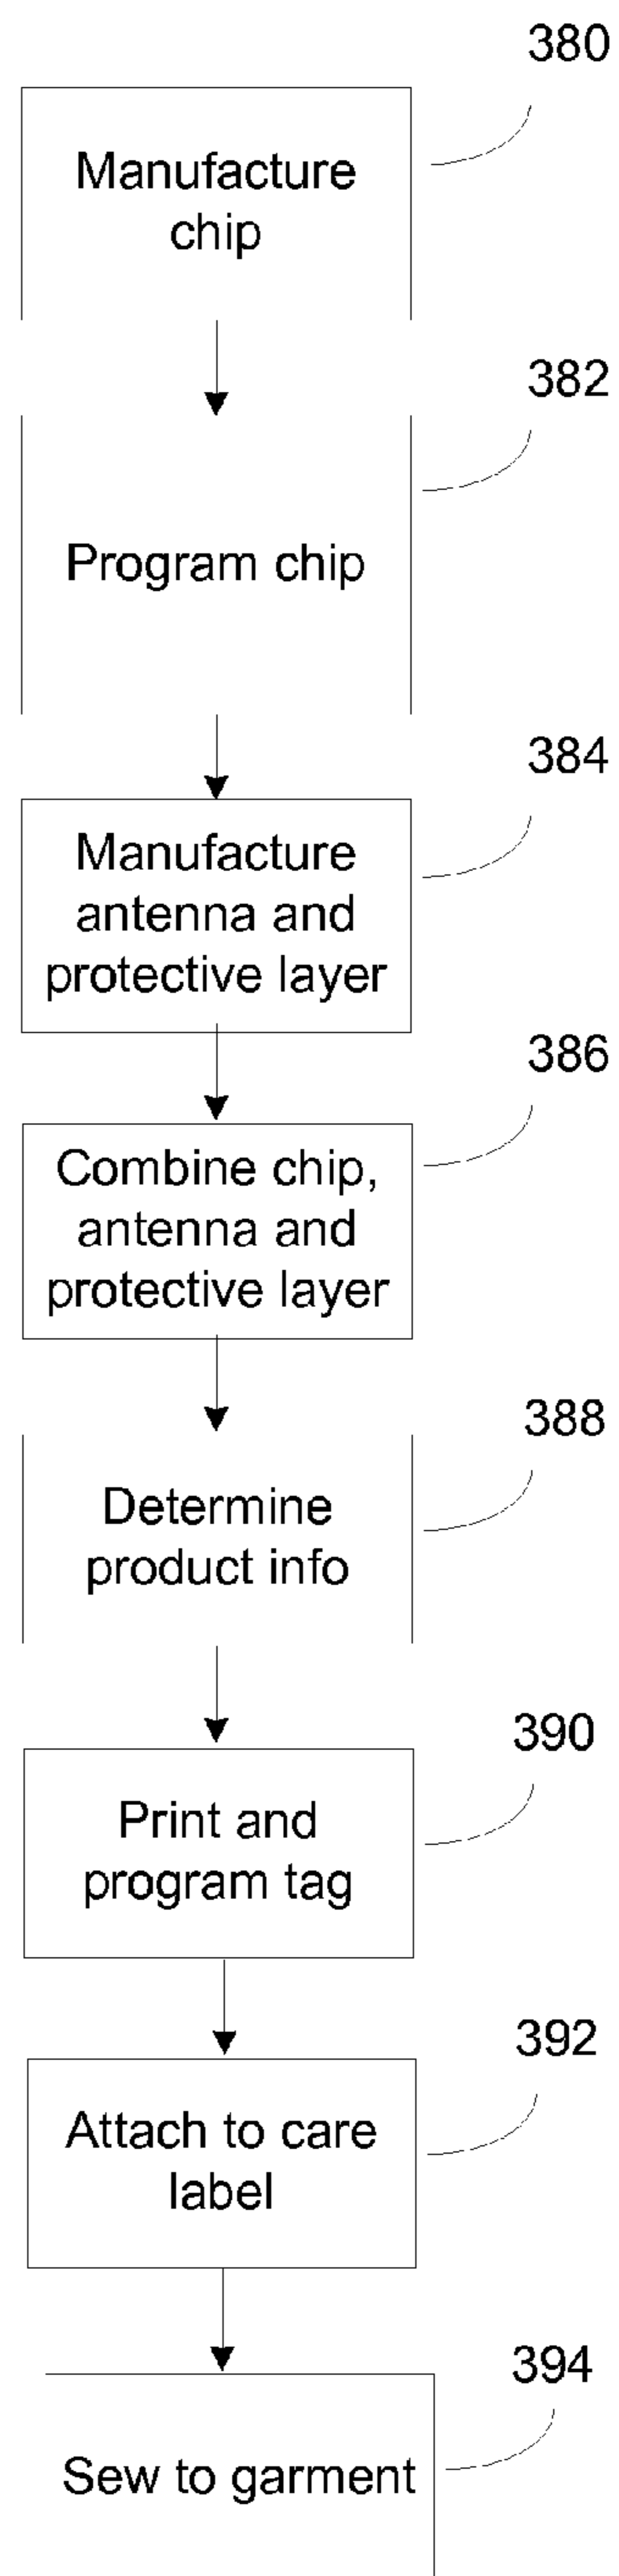 380
Manufacture
chip
382
Program chip
384
Manufacture
antenna and
protective layer
386
Combine chip,
antenna and
protective layer
388
Determine
product info
390
Print and
program tag
392
Attach to care
label
394
Sew to garment